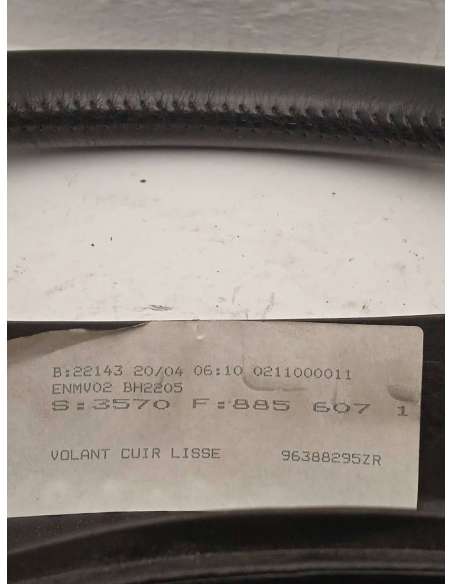 B:22143 20/04 06:10 0211000011
ENMV02 BH2205
S:3570 F:885 607 1
VOLANT CUIR LISSE 96388295ZR